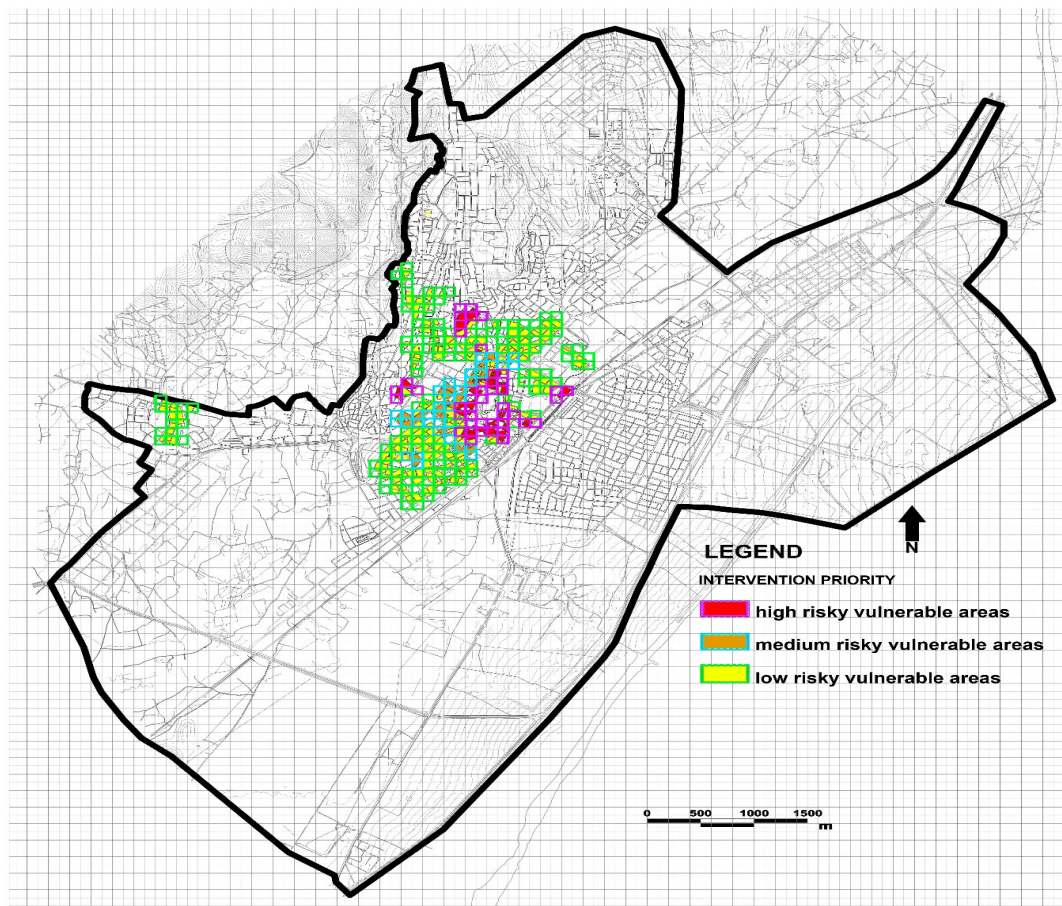 N
LEGEND
INTERVENTION PRIORITY
high risky vulnerable areas
medium risky vulnerable areas
low risky vulnerable areas
0 500 1000 1500
m